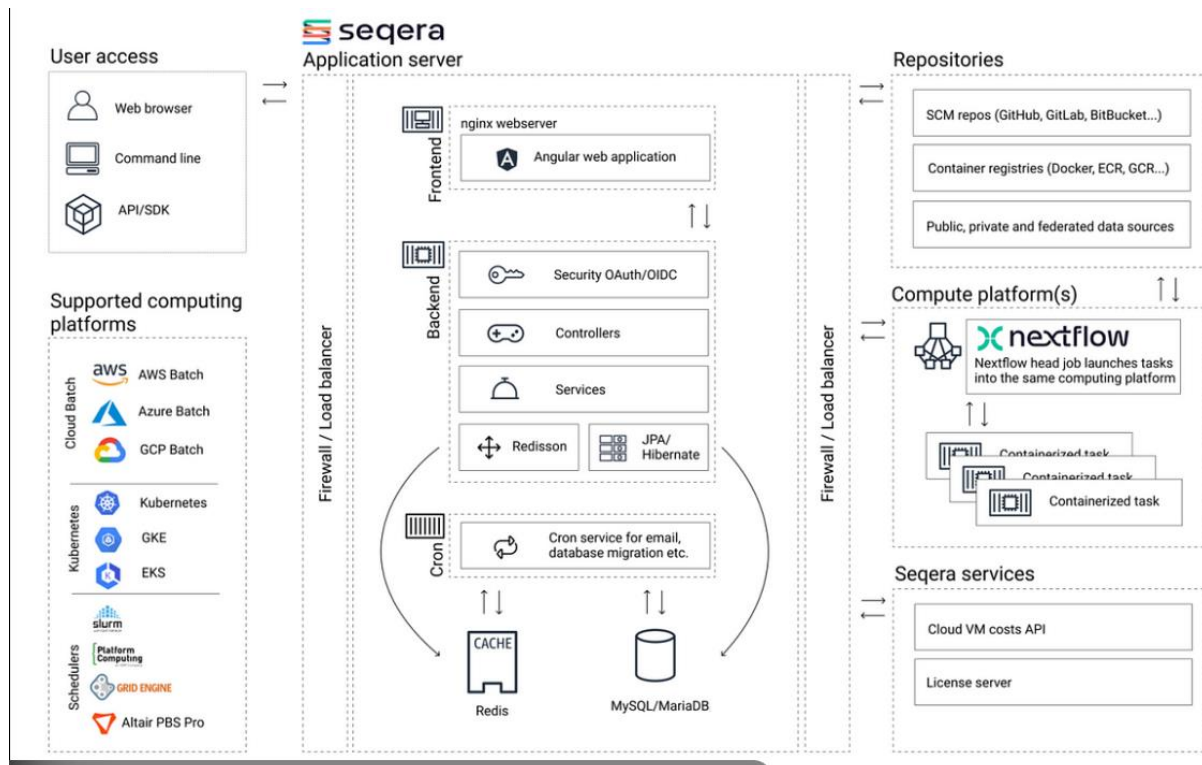 seqera
User access
Web browser
Command line
API/SDK
Supported computing
platforms
Cloud Batch
aws
AWS Batch
Azure Batch
GCP Batch
Kubernetes
Kubernetes
GKE
EKS
Schedulers
slurm
Platform
Computing
GRID ENGINE
Altair PBS Pro
Application server
Firewall / Load balancer
Frontend
nginx webserver
Angular web application
Backend
Security OAuth/OIDC
Controllers
Services
Redisson
JPA/
Hibernate
Cron
Cron service for email,
database migration etc.
CACHE
Redis
MySQL/MariaDB
Firewall / Load balancer
Repositories
SCM repos (GitHub, GitLab, BitBucket...)
Container registries (Docker, ECR, GCR...)
Public, private and federated data sources
Compute platform(s)
nextflow
Nextflow head job launches tasks
into the same computing platform
Containerized task
Containerized task
Containerized task
Seqera services
Cloud VM costs API
License server